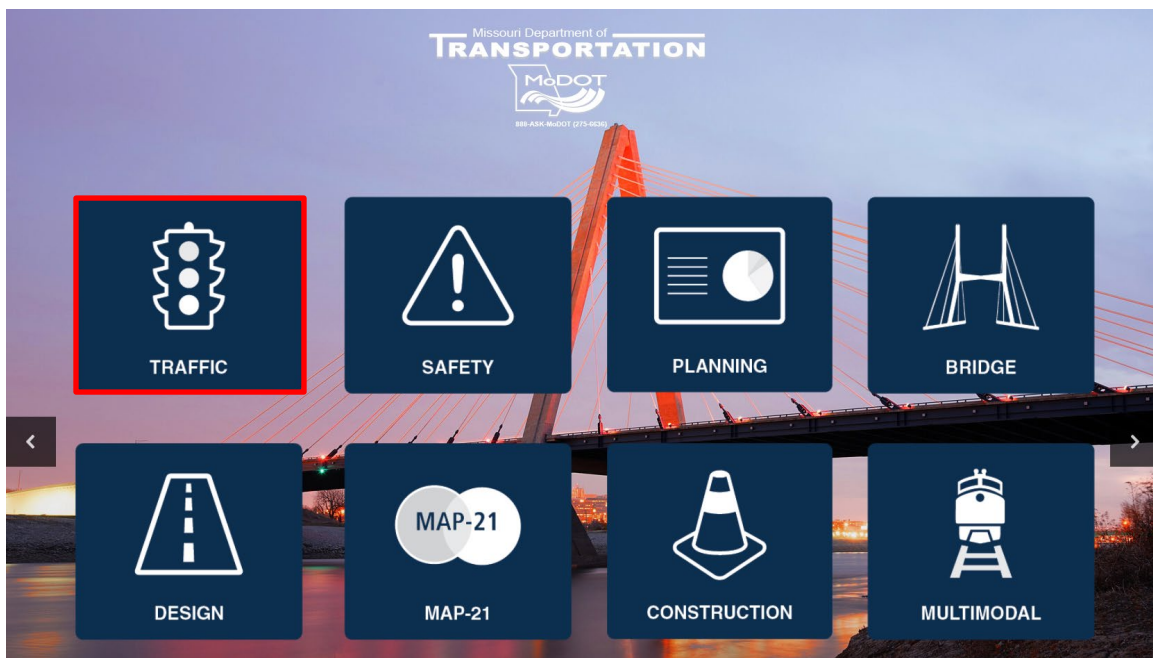 Missouri Department of
TRANSPORTATION
MoDOT
888-ASK-MoDOT (275-6636)
TRAFFIC
SAFETY
PLANNING
BRIDGE
DESIGN
MAP-21
MAP-21
CONSTRUCTION
MULTIMODAL